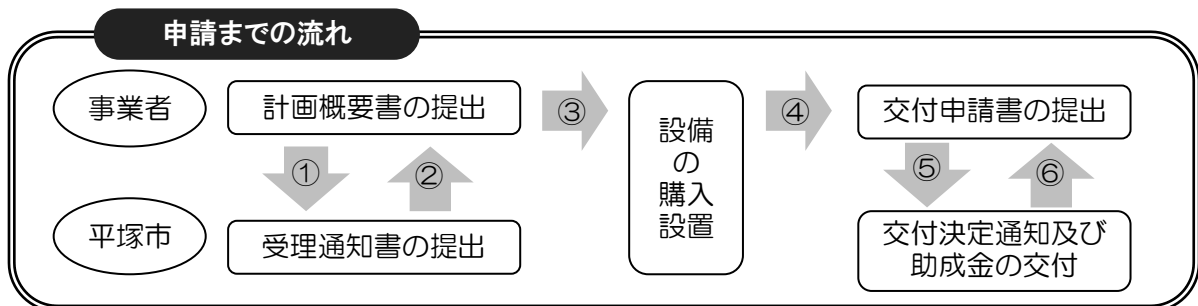 申請までの流れ
事業者
計画概要書の提出
③
設備
の
購入
設置
④
交付申請書の提出
①
②
⑤
⑥
平塚市
受理通知書の提出
交付決定通知及び
助成金の交付